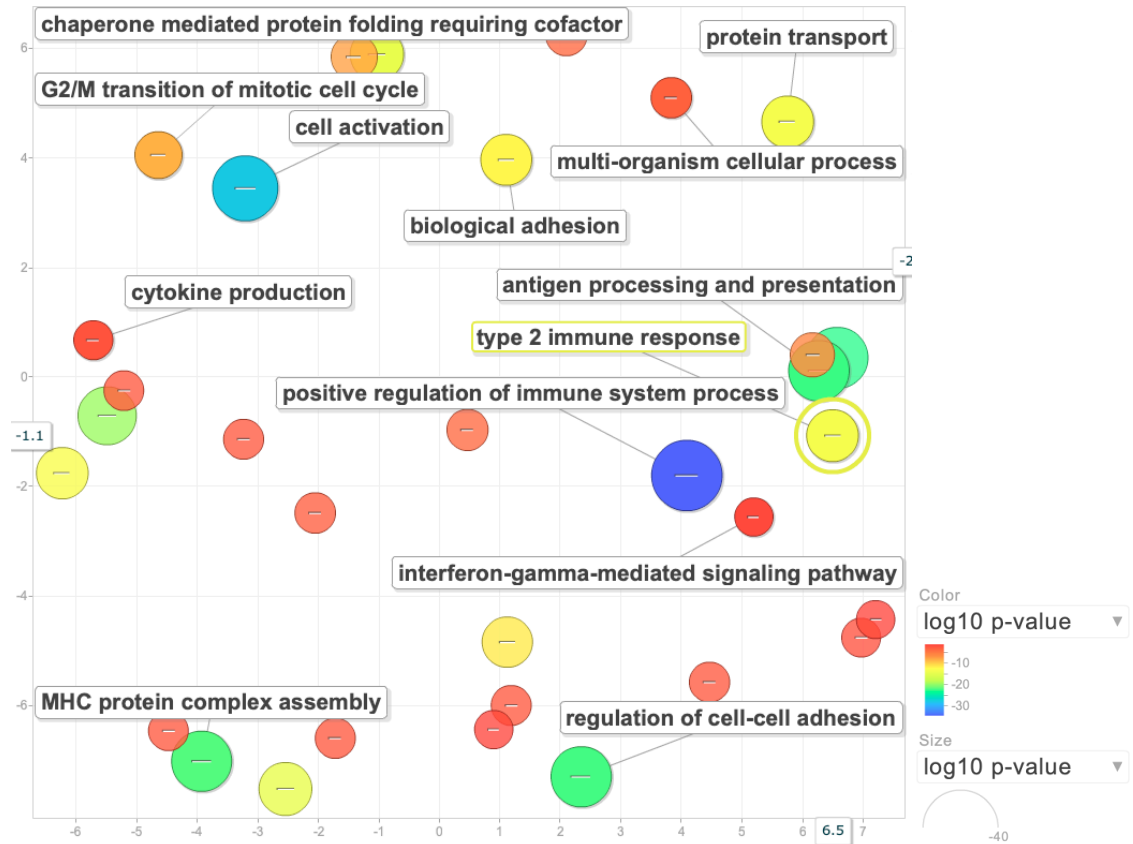 chaperone mediated protein folding requiring cofactor
protein transport
G2/M transition of mitotic cell cycle
cell activation
multi-organism cellular process
biological adhesion
antigen processing and presentation
cytokine production
type 2 immune response
positive regulation of immune system process
interferon-gamma-mediated signaling pathway
MHC protein complex assembly
regulation of cell-cell adhesion
6
4
2
0
-2
-4
-6
-1.1
-2
-6
-5
-4
-3
-2
-1
0
1
2
3
4
5
6
6.5
7
Color
log10 p-value
-10
-20
-30
Size
log10 p-value
-40